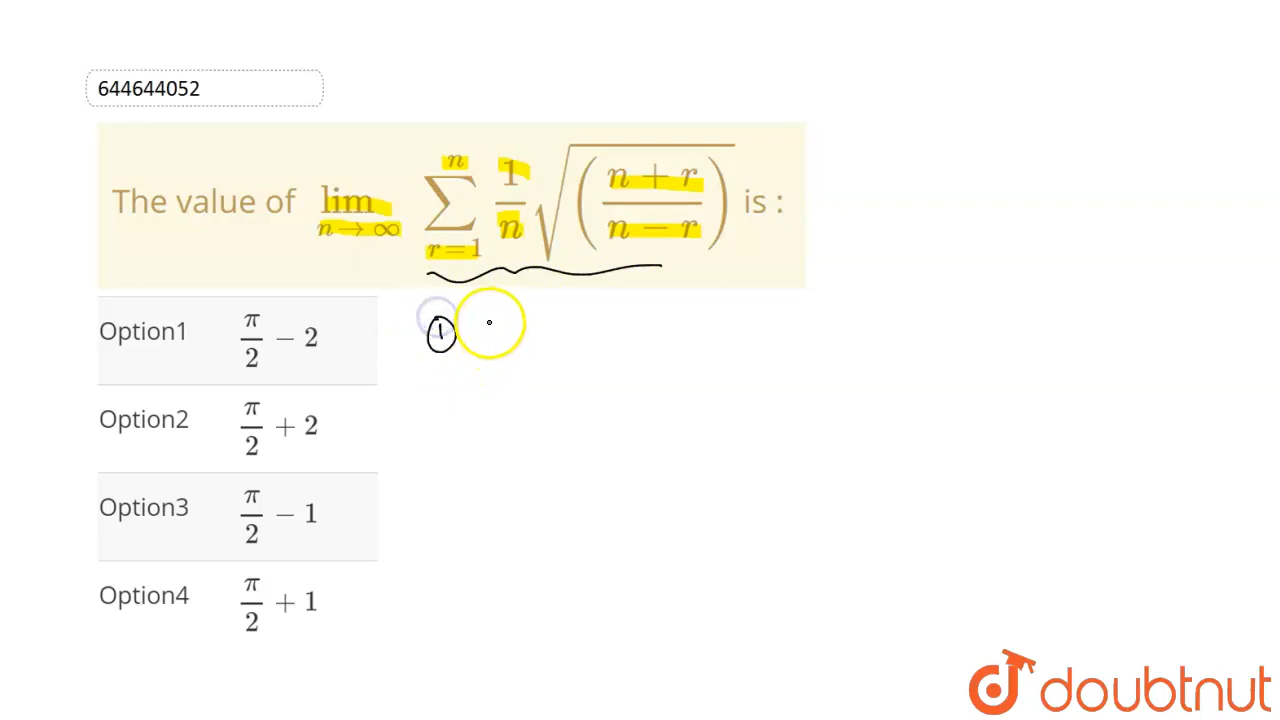 644644052
The value of lim n→∞ ∑ r=1 n 1/n √((n+r)/(n−r)) is :
1
Option1 π/2 − 2
Option2 π/2 + 2
Option3 π/2 − 1
Option4 π/2 + 1
doubtnut